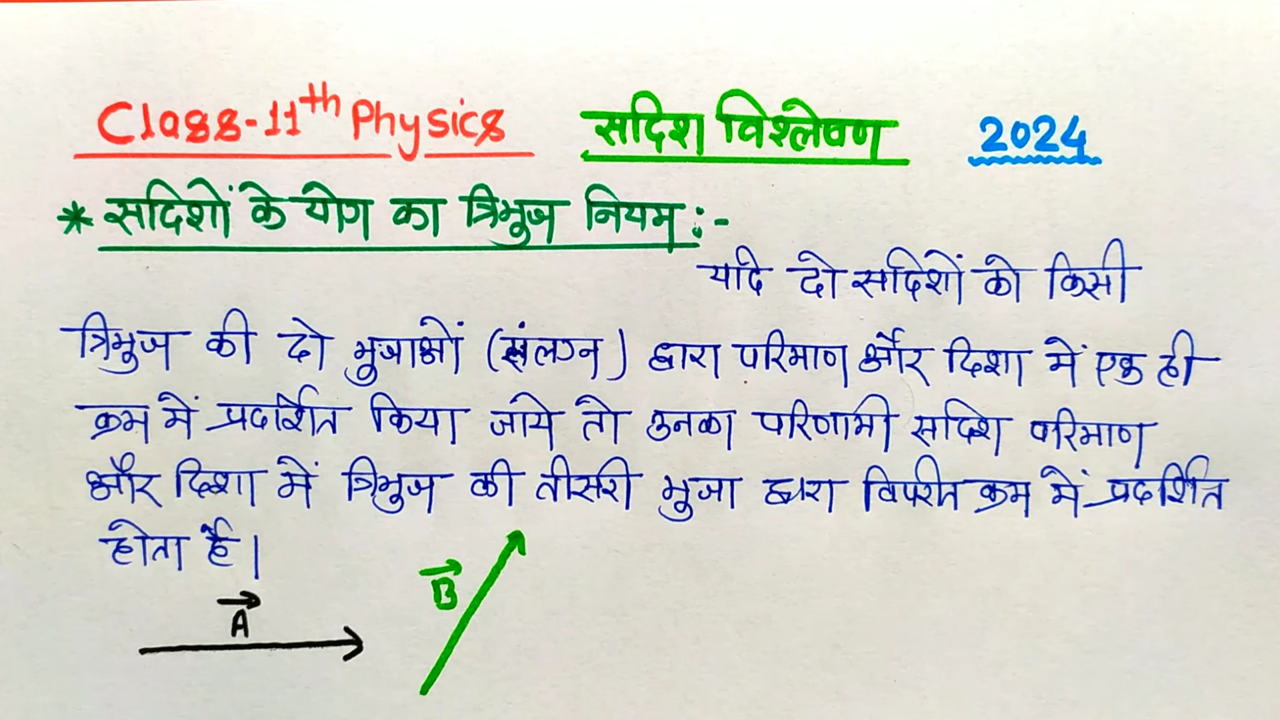 Class-11th Physics सदिश विश्लेषण 2024
* सदिशों के योग का त्रिभुज नियम :-
यदि दो सदिशों को किसी
त्रिभुज की दो भुजाओं (संलग्न) द्वारा परिमाण और दिशा में एक ही
क्रम में प्रदर्शित किया जाये तो उनका परिणामी सदिश परिमाण
और दिशा में त्रिभुज की तीसरी भुजा द्वारा विपरीत क्रम में प्रदर्शित
होता है।
A
B